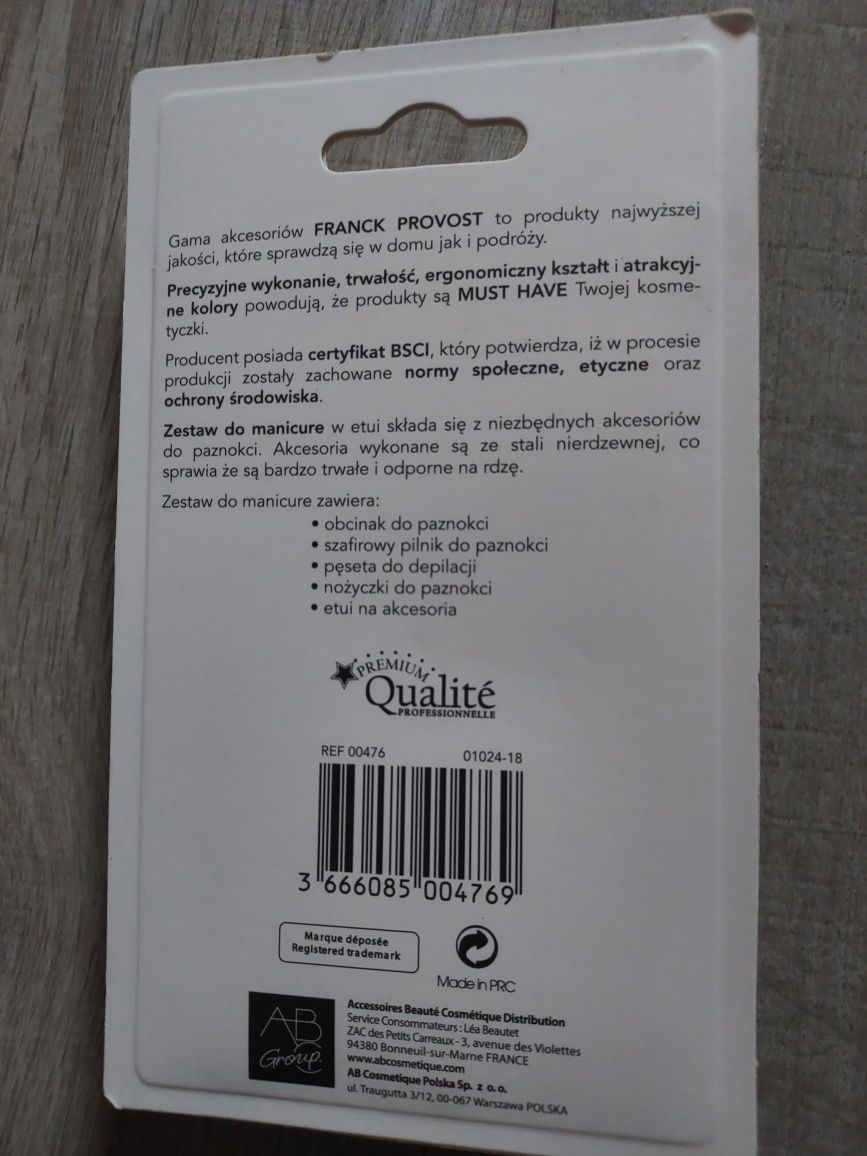 Gama akcesoriów FRANCK PROVOST to produkty najwyższej
jakości, które sprawdzą się w domu jak i podróży.
Precyzyjne wykonanie, trwałość, ergonomiczny kształt i atrakcyj-
ne kolory powodują, że produkty są MUST HAVE Twojej kosme-
tyczki.
Producent posiada certyfikat BSCI, który potwierdza, iż w procesie
produkcji zostały zachowane normy społeczne, etyczne oraz
ochrony środowiska.
Zestaw do manicure w etui składa się z niezbędnych akcesoriów
do paznokci. Akcesoria wykonane są ze stali nierdzewnej, co
sprawia że są bardzo trwałe i odporne na rdzę.
Zestaw do manicure zawiera:
• obcinak do paznokci
• szafirowy pilnik do paznokci
• pęseta do depilacji
• nożyczki do paznokci
• etui na akcesoria
PREMIUM
Qualité
PROFESSIONNELLE
REF 00476 01024-18
3 666085 004769
Marque déposée
Registered trademark
Made in PRC
AB
Group.
Accessoires Beauté Cosmétique Distribution
Service Consommateurs : Léa Beautet
ZAC des Petits Carreaux - 3, avenue des Violettes
94380 Bonneuil-sur-Marne FRANCE
www.abcosmetique.com
AB Cosmetique Polska Sp. z o.o.
ul. Traugutta 3/12, 00-067 Warszawa POLSKA